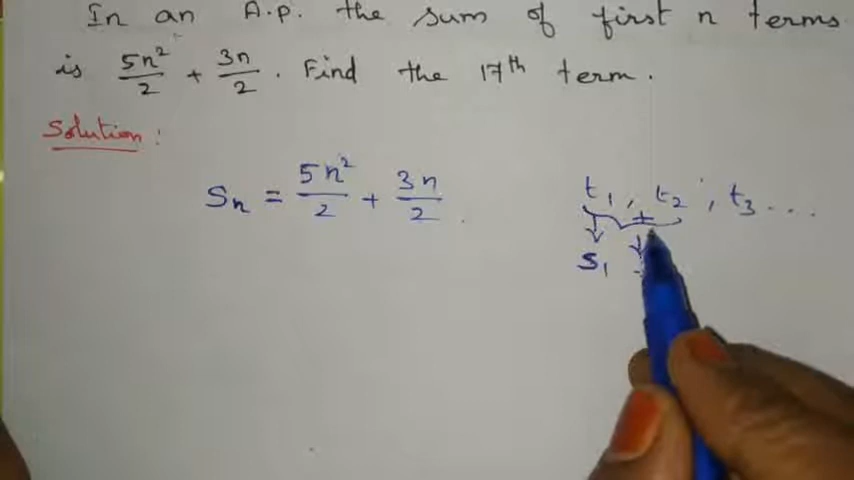 In an A.p. the sum of first n terms
is 5n²/2 + 3n/2 . Find the 17th term.
Solution :
Sn = 5n²/2 + 3n/2 .
t1 , t2 , t3 ...
+
S1